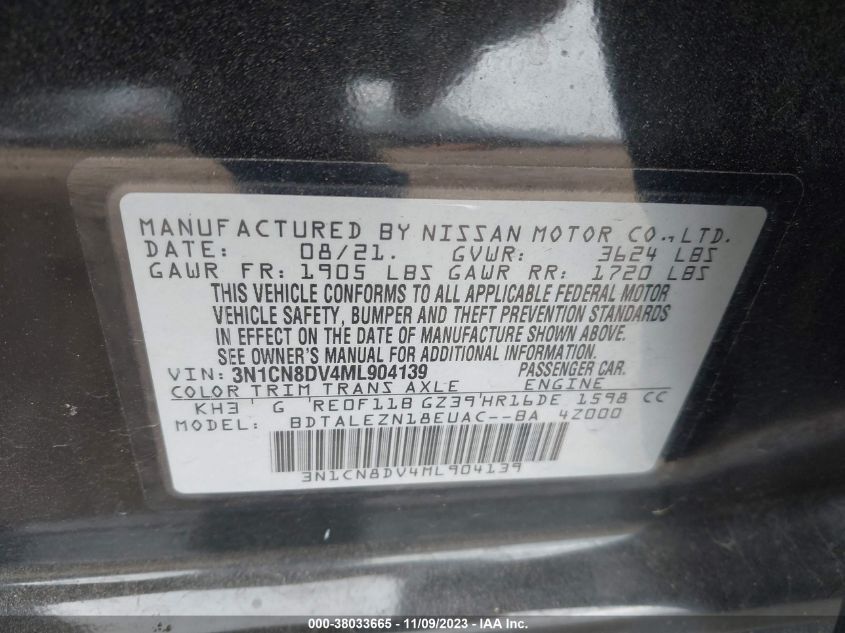 MANUFACTURED BY NISSAN MOTOR CO., LTD.
DATE: 08/21. GVWR: 3624 LBS
GAWR FR: 1905 LBS GAWR RR: 1720 LBS
THIS VEHICLE CONFORMS TO ALL APPLICABLE FEDERAL MOTOR
VEHICLE SAFETY, BUMPER AND THEFT PREVENTION STANDARDS
IN EFFECT ON THE DATE OF MANUFACTURE SHOWN ABOVE.
SEE OWNER'S MANUAL FOR ADDITIONAL INFORMATION.
VIN: 3N1CN8DV4ML904139 PASSENGER CAR.
COLOR TRIM TRANS AXLE ENGINE
KH3 G RE0F11B GZ39 HR16DE 1598 CC
MODEL: BDTALEZN18EUAC--BA 4Z000
3N1CN8DV4ML904139
000-38033665 - 11/09/2023 - © IAA Inc.